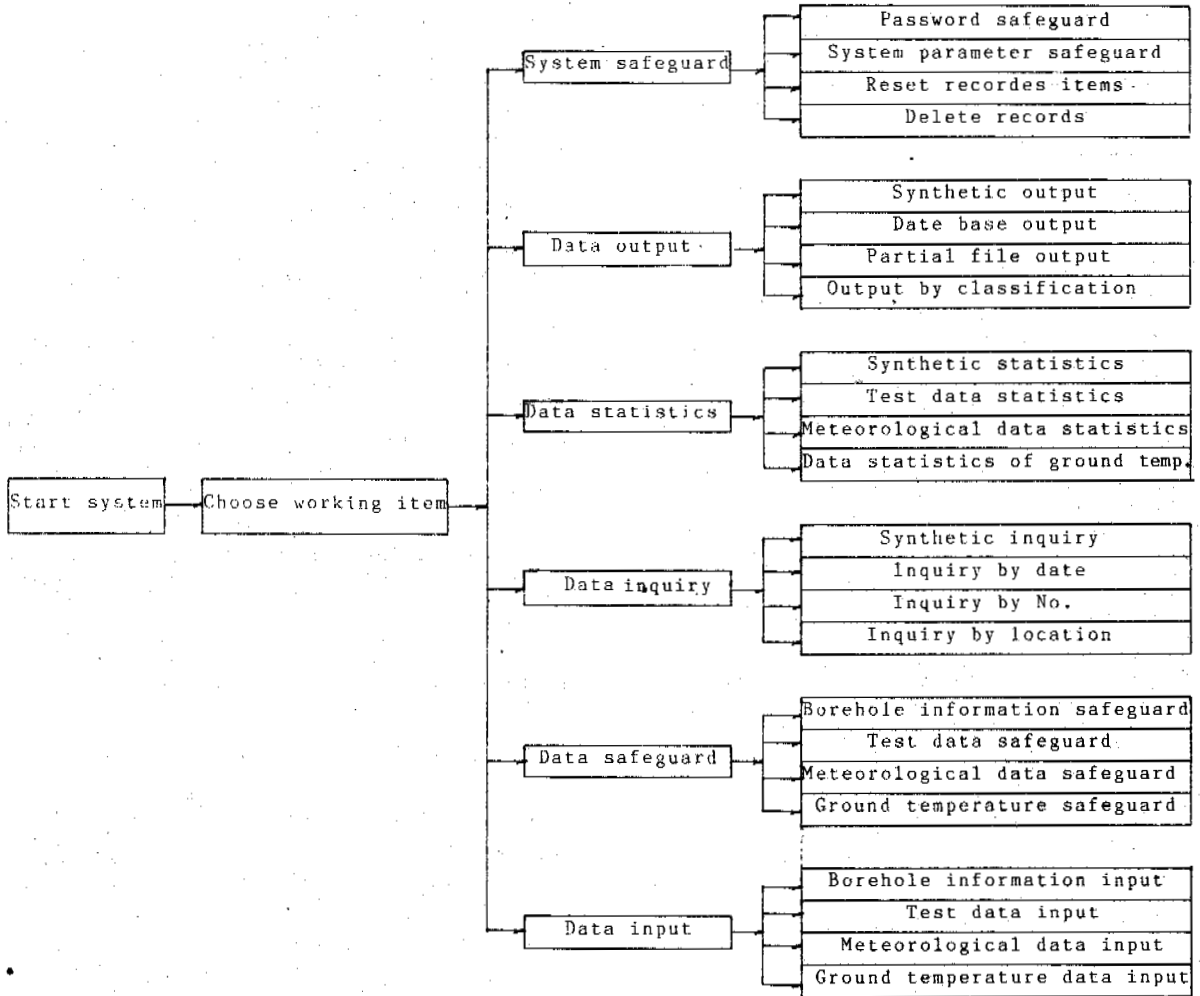 Start system
Choose working item
System safeguard
Password safeguard
System parameter safeguard
Reset recordes items
Delete records
Data output
Synthetic output
Date base output
Partial file output
Output by classification
Data statistics
Synthetic statistics
Test data statistics
Meteorological data statistics
Data statistics of ground temp.
Data inquiry
Synthetic inquiry
Inquiry by date
Inquiry by No.
Inquiry by location
Data safeguard
Borehole information safeguard
Test data safeguard
Meteorological data safeguard
Ground temperature safeguard
Data input
Borehole information input
Test data input
Meteorological data input
Ground temperature data input